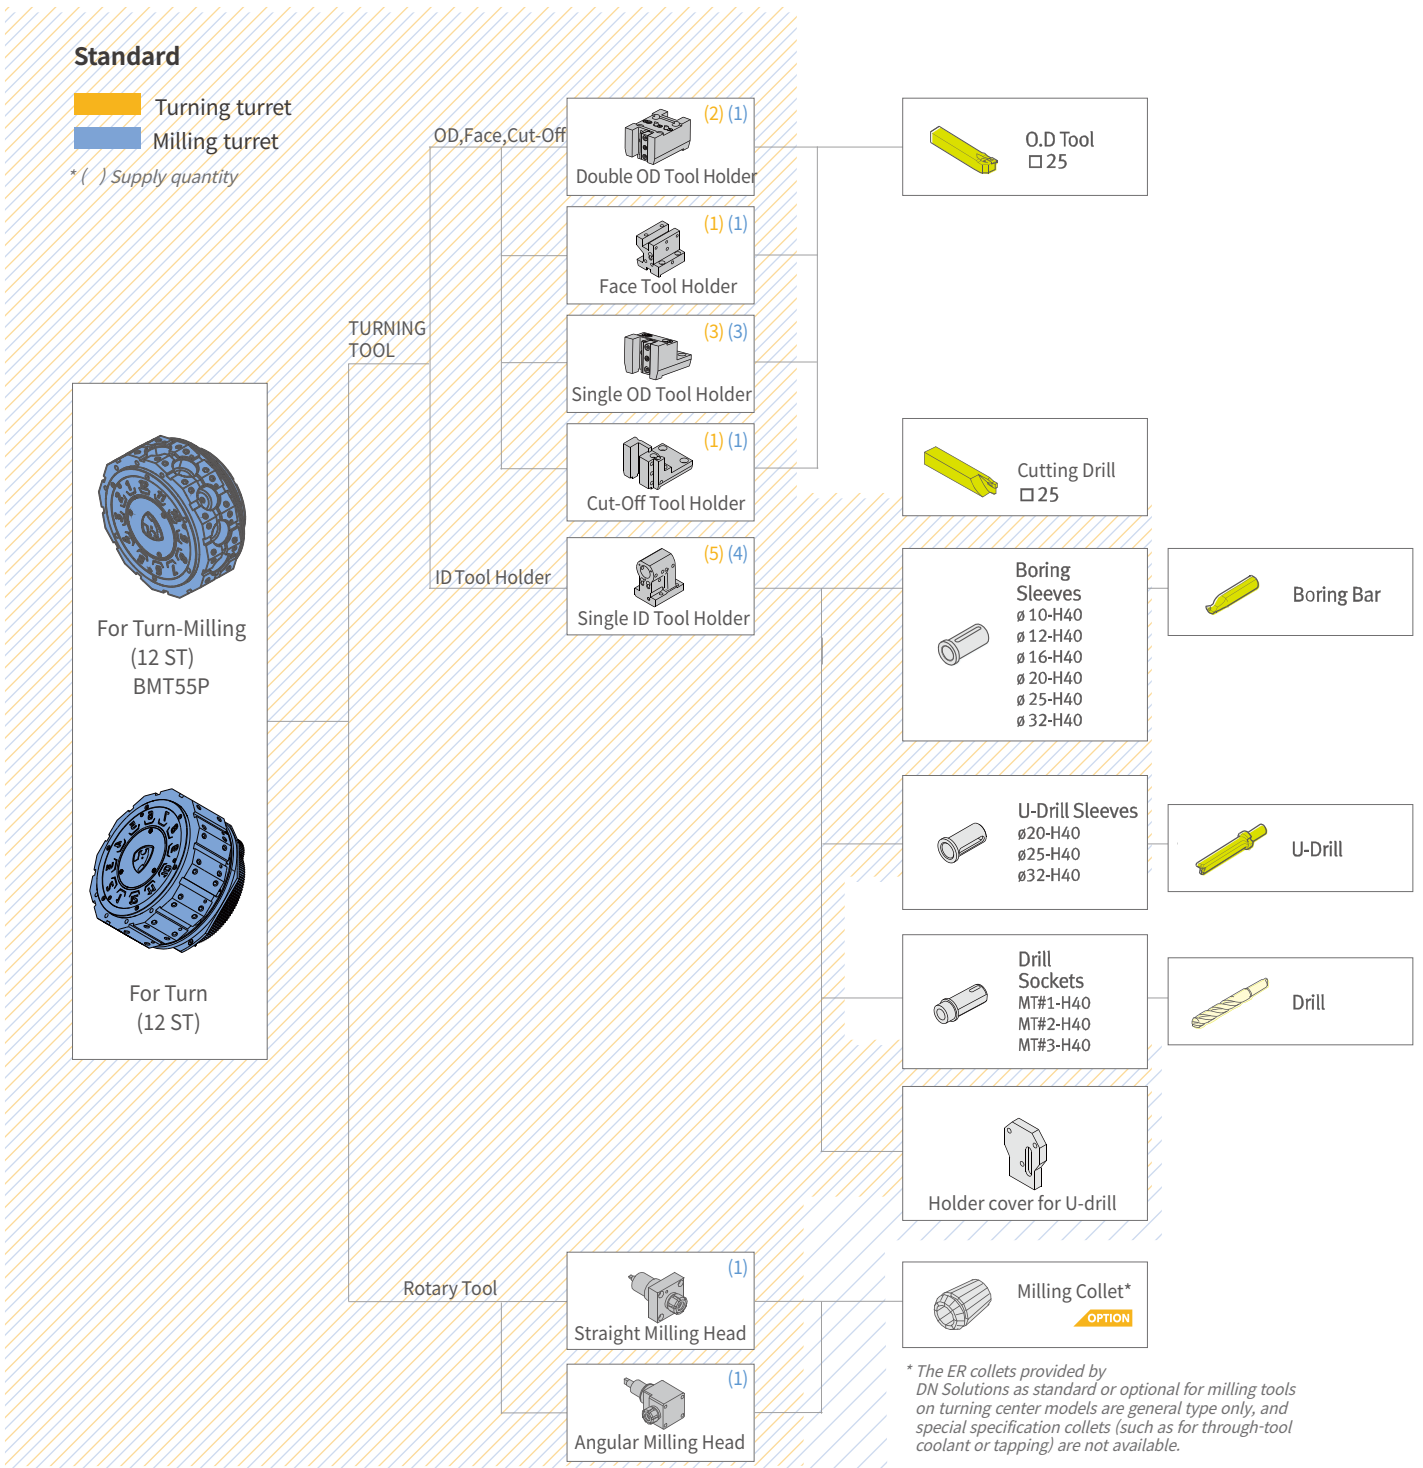 Standard
Turning turret
Milling turret
* ( ) Supply quantity
OD,Face,Cut-Off
(2) (1)
Double OD Tool Holder
O.D Tool
□ 25
(1) (1)
Face Tool Holder
TURNING
TOOL
(3) (3)
Single OD Tool Holder
(1) (1)
Cut-Off Tool Holder
Cutting Drill
□ 25
ID Tool Holder
(5) (4)
Single ID Tool Holder
Boring
Sleeves
ø 10-H40
ø 12-H40
ø 16-H40
ø 20-H40
ø 25-H40
ø 32-H40
Boring Bar
For Turn-Milling
(12 ST)
BMT55P
U-Drill Sleeves
ø20-H40
ø25-H40
ø32-H40
U-Drill
For Turn
(12 ST)
Drill
Sockets
MT#1-H40
MT#2-H40
MT#3-H40
Drill
Holder cover for U-drill
Rotary Tool
(1)
Straight Milling Head
Milling Collet*
OPTION
(1)
Angular Milling Head
* The ER collets provided by
DN Solutions as standard or optional for milling tools
on turning center models are general type only, and
special specification collets (such as for through-tool
coolant or tapping) are not available.